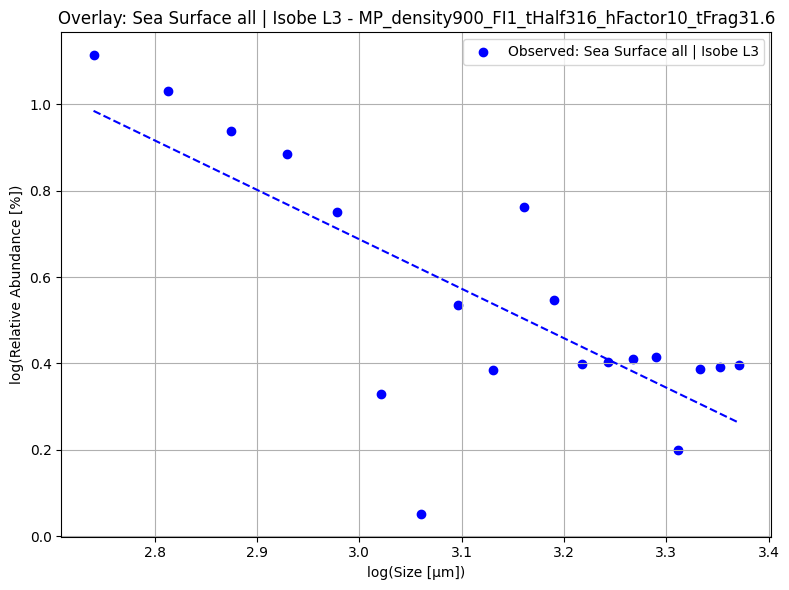 Overlay: Sea Surface all | Isobe L3 - MP_density900_FI1_tHalf316_hFactor10_tFrag31.6
Observed: Sea Surface all | Isobe L3
log(Relative Abundance [%])
1.0
0.8
0.6
0.4
0.2
0.0
2.8 2.9 3.0 3.1 3.2 3.3 3.4
log(Size [μm])